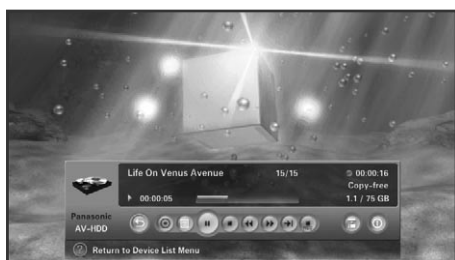 Life On Venus Avenue 15/15 00:00:16
Copy-free
00:00:05 1.1 / 75 GB
Panasonic
AV-HDD
Return to Device List Menu